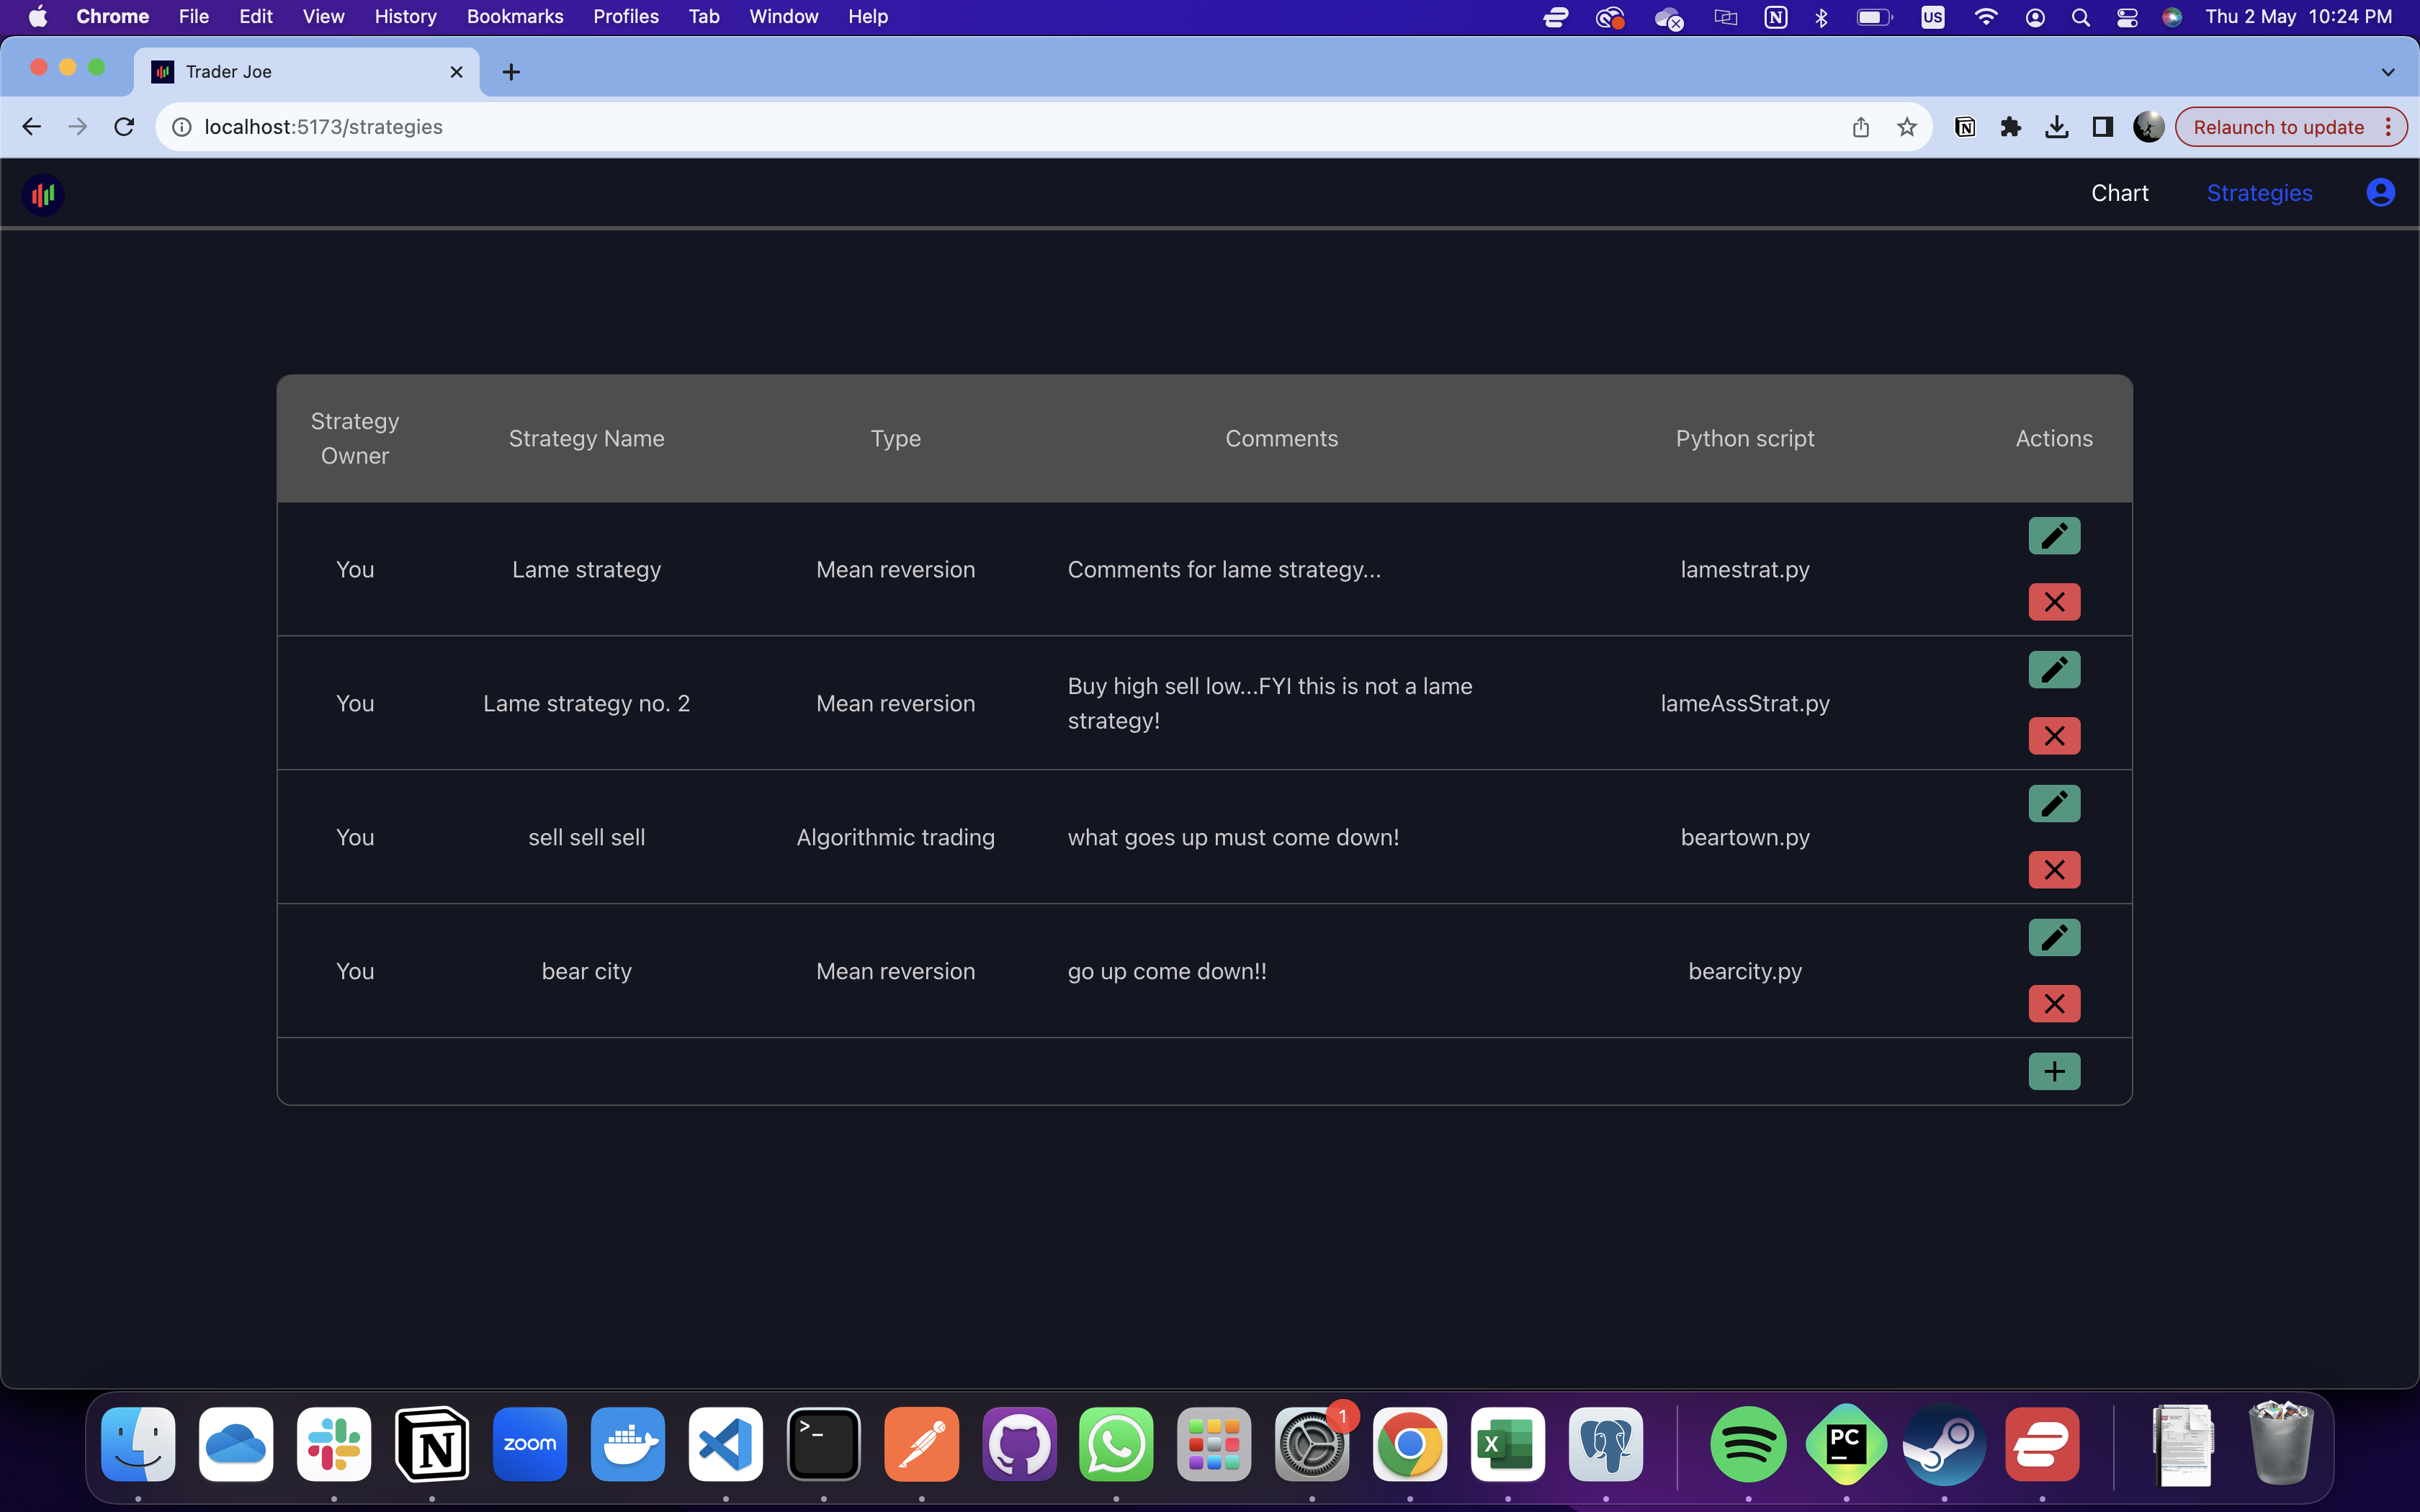 Chrome File Edit View History Bookmarks Profiles Tab Window Help
N US Thu 2 May 10:24 PM
Trader Joe
localhost:5173/strategies
N
Relaunch to update
Chart Strategies
Strategy
Owner
Strategy Name Type Comments Python script Actions
You Lame strategy Mean reversion Comments for lame strategy... lamestrat.py
You Lame strategy no. 2 Mean reversion
Buy high sell low...FYI this is not a lame
strategy!
lameAssStrat.py
You sell sell sell Algorithmic trading what goes up must come down! beartown.py
You bear city Mean reversion go up come down!! bearcity.py
N zoom >_ 1 X PC